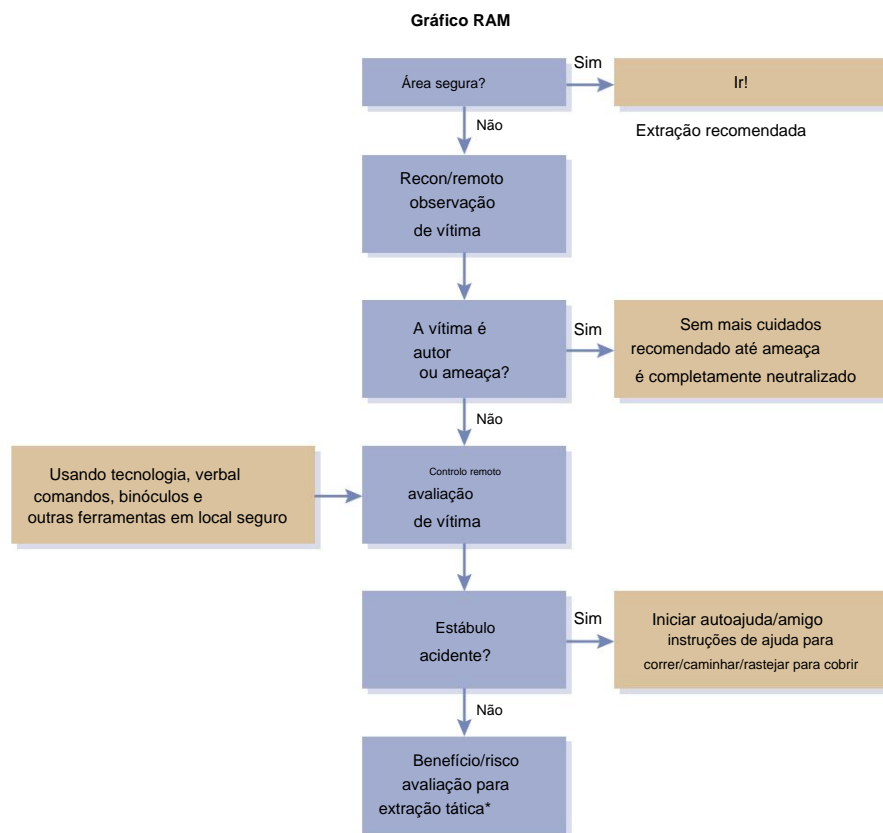 Gráfico RAM
Área segura?
Sim
Ir!
Não
Extração recomendada
Recon/remoto
observação
de vítima
A vítima é
autor
ou ameaça?
Sim
Sem mais cuidados
recomendado até ameaça
é completamente neutralizado
Não
Usando tecnologia, verbal
comandos, binóculos e
outras ferramentas em local seguro
Controlo remoto
avaliação
de vítima
Estábulo
acidente?
Sim
Iniciar autoajuda/amigo
instruções de ajuda para
correr/caminhar/rastejar para cobrir
Não
Benefício/risco
avaliação para
extração tática*